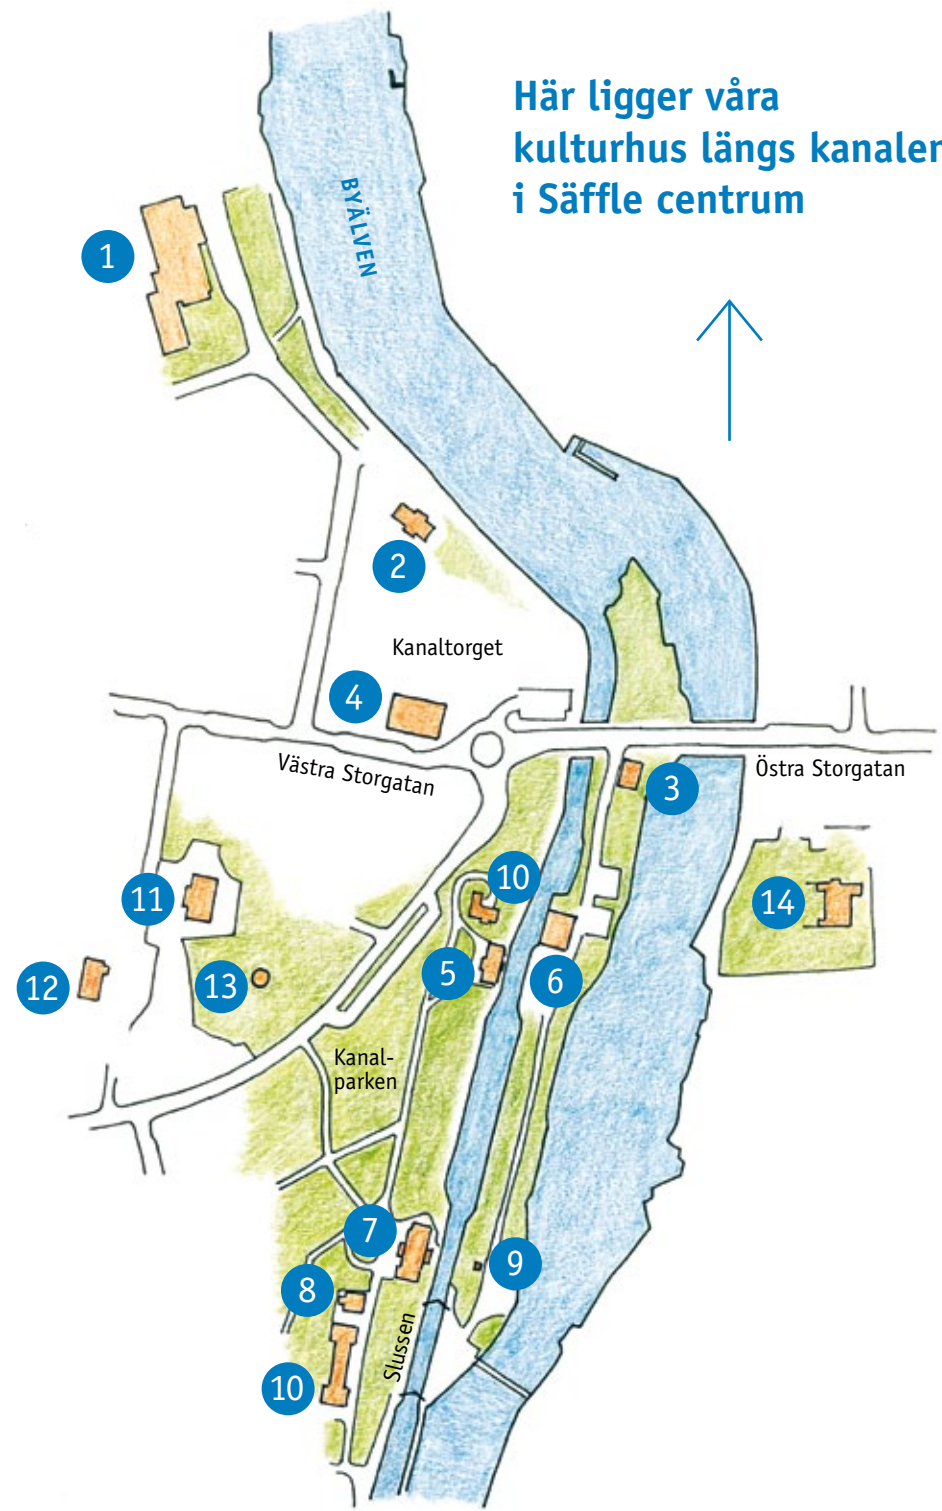 Här ligger våra
kulturhus längs kanalen
i Säffle centrum
BYÄLVEN
1
2
Kanaltorget
4
Västra Storgatan
Östra Storgatan
3
10
11
14
5
6
12
13
Kanal-
parken
7
9
8
Slussen
10